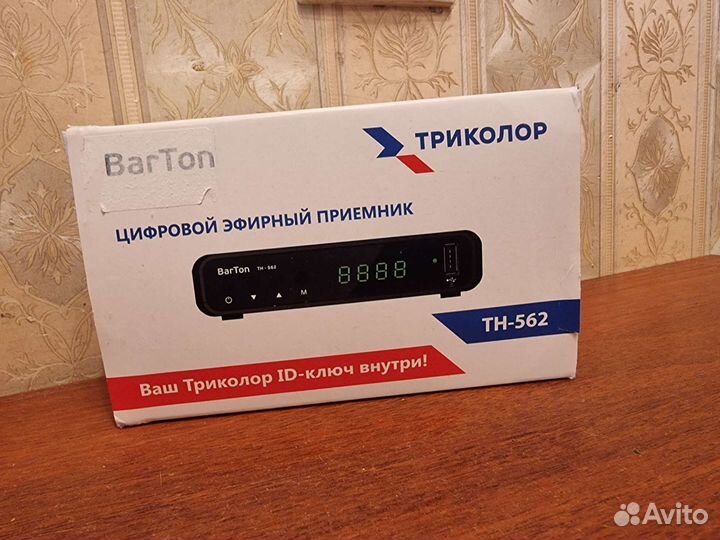 BarTon
ТРИКОЛОР
ЦИФРОВОЙ ЭФИРНЫЙ ПРИЕМНИК
BarTon TH - 562
8888
M
TH-562
Ваш Триколор ID-ключ внутри!
Avito